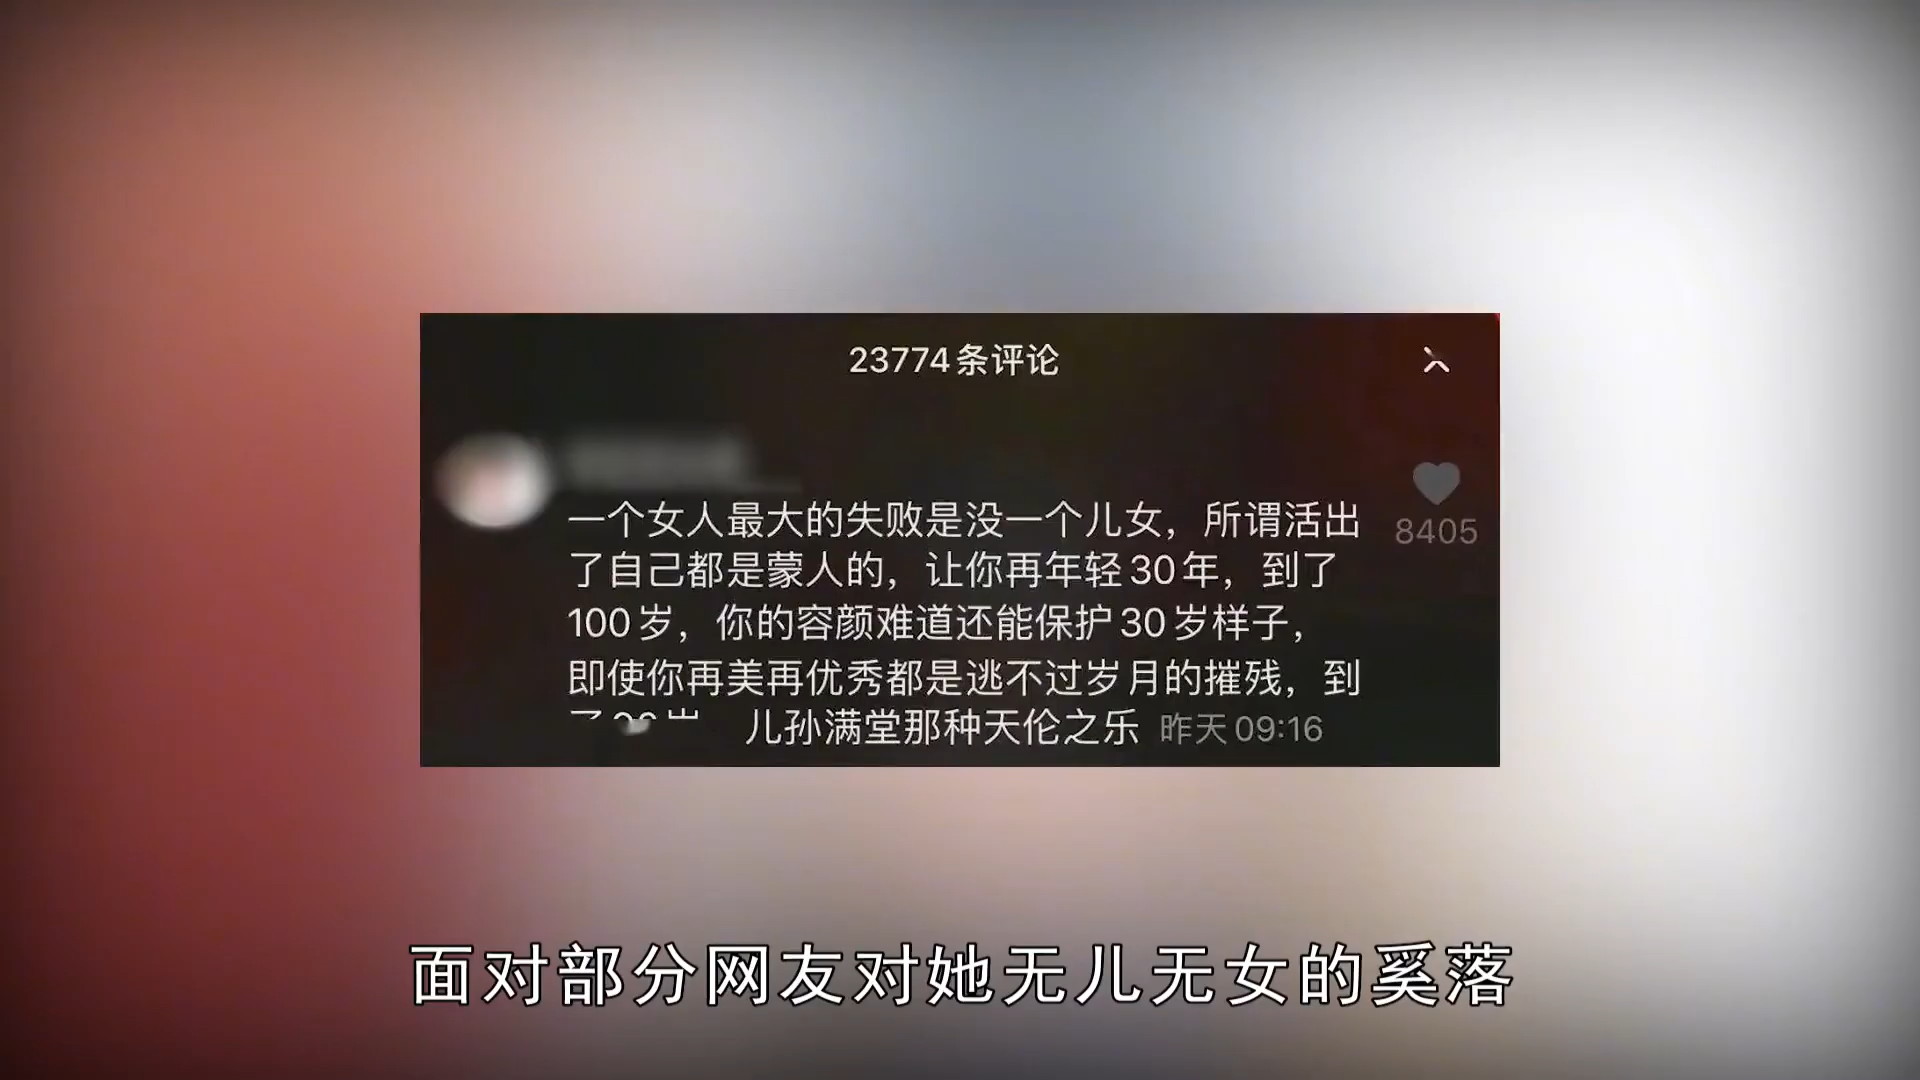 23774条评论
一个女人最大的失败是没一个儿女，所谓活出
8405
了自己都是蒙人的，让你再年轻30年，到了
100岁，你的容颜难道还能保护30岁样子，
即使你再美再优秀都是逃不过岁月的摧残，到
儿孙满堂那种天伦之乐 昨天09:16
面对部分网友对她无儿无女的奚落